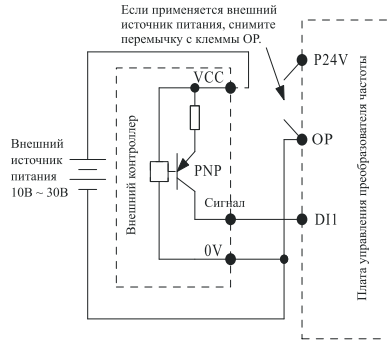 Если применяется внешний
источник питания, снимите
перемычку с клеммы OP.
VCC
P24V
OP
Внешний
источник
питания
10В ~ 30В
Внешний контроллер
PNP
Сигнал
DI1
0V
Плата управления преобразователя частоты